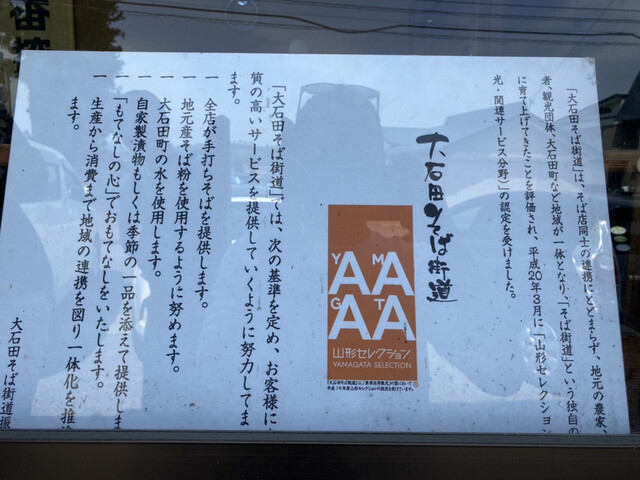 「大石田そば街道」は、そば店同士の連携にとどまらず、地元の農家、
者、観光団体、大石田町など地域が一体となり、「そば街道」という独自の
に育て上げてきたことを評価され、平成20年3月に「山形セレクション
光・関連サービス分野)」の認定を受けました。
大石田そば街道
YAMAGATA
山形セレクション
YAMAGATA SELECTION
「大石田そば街道」では、次の基準を定め、お客様に
質の高いサービスを提供していくように努力してま
ます。
一 全店が手打ちそばを提供します。
一 地元産そば粉を使用するように努めます。
一 大石田町の水を使用します。
一 自家製漬物もしくは季節の一品を添えて提供しま
一 「もてなしの心」でおもてなしをいたします。
一 生産から消費まで地域の連携を図り一体化を推
ます。
大石田そば街道振